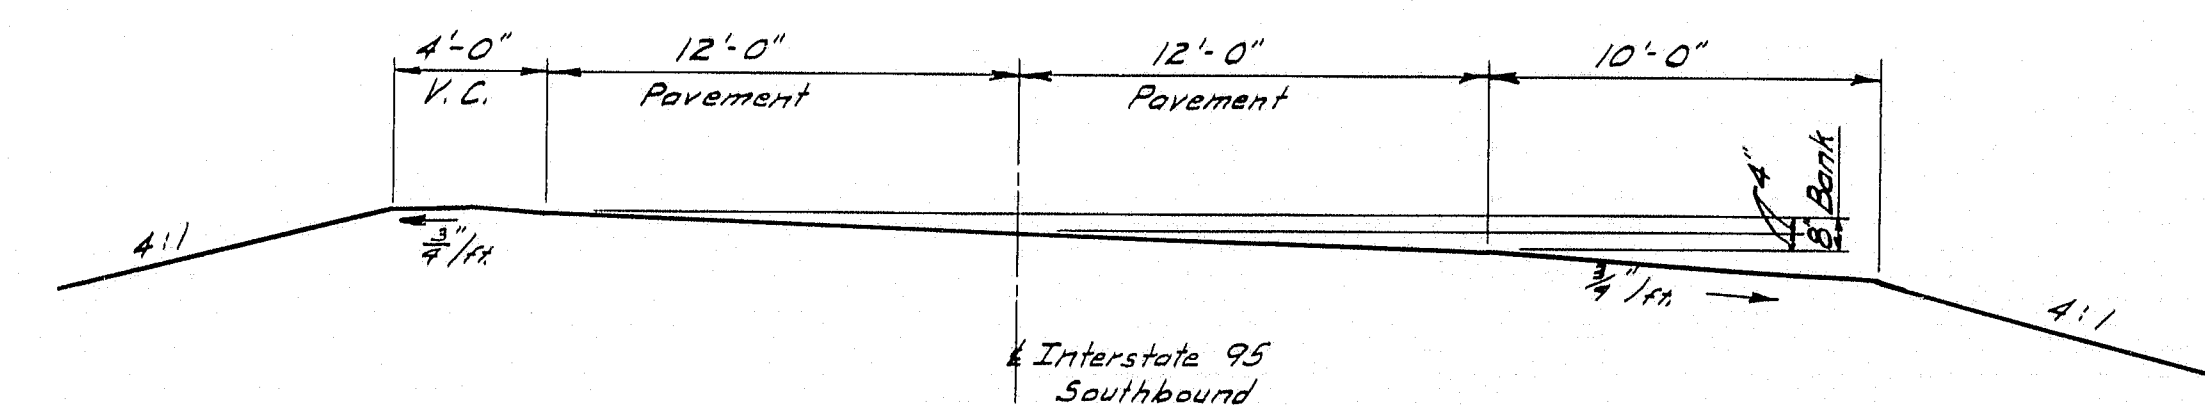 4'-0"
12'-0"
12'-0"
10'-0"
V. C.
Pavement
Pavement
4"
8" Bank
4:1
3/4"/ft.
3/4"/ft.
4:1
℄ Interstate 95
Southbound